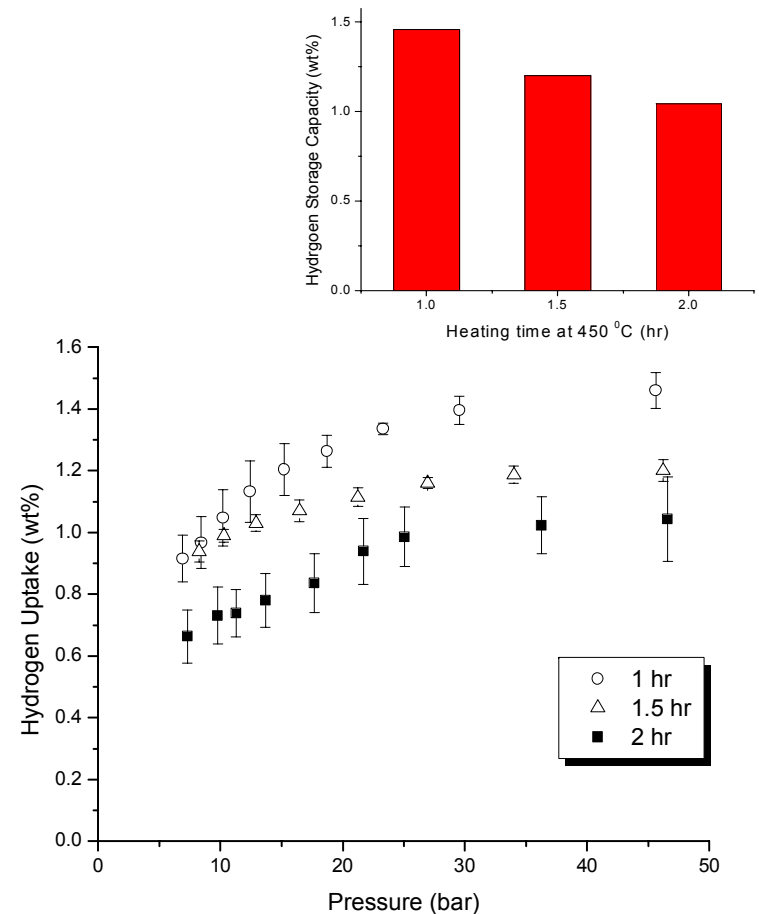 1.5
1.0
0.5
0.0
Hydrgoen Storage Capacity (wt%)
1.0 1.5 2.0
Heating time at 450 ⁰C (hr)
1.6
1.4
1.2
1.0
0.8
0.6
0.4
0.2
0.0
Hydrogen Uptake (wt%)
1 hr
1.5 hr
2 hr
0 10 20 30 40 50
Pressure (bar)